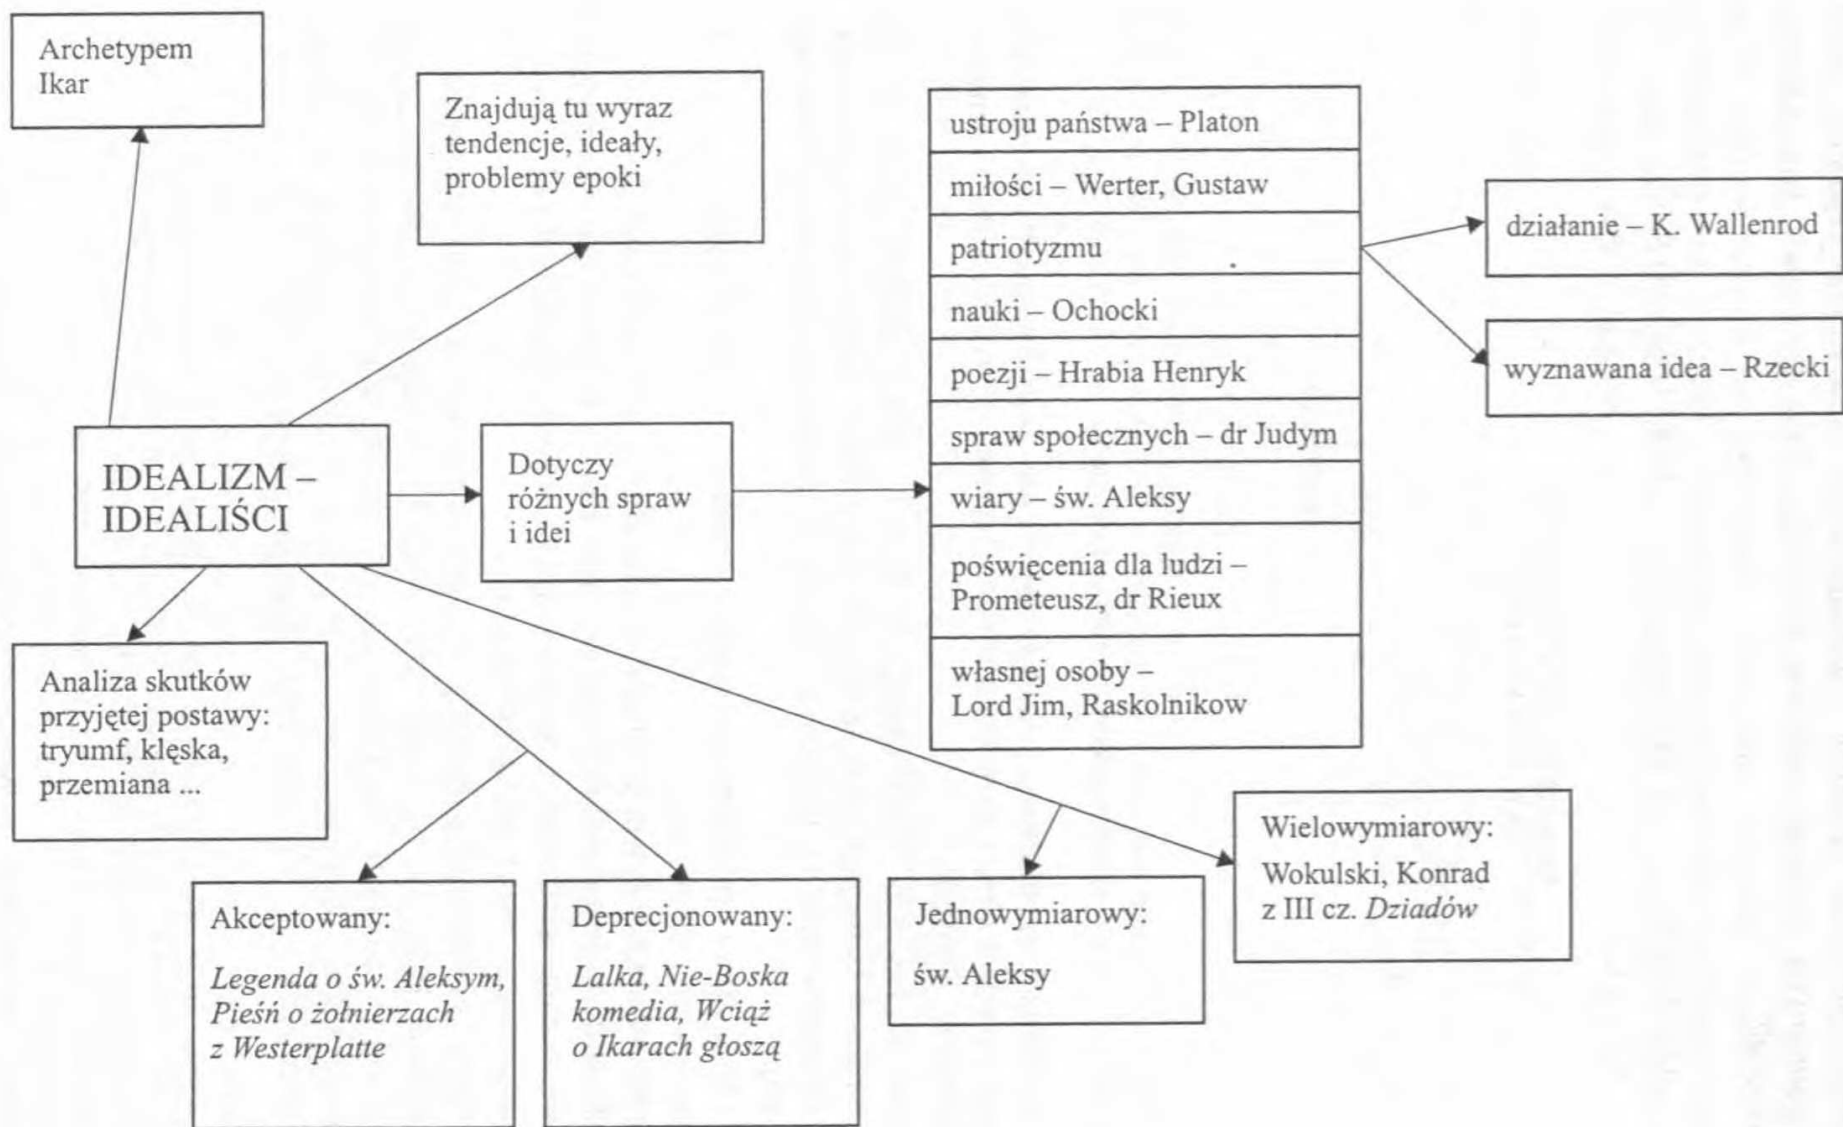 Archetypem
Ikar
Znajdują tu wyraz
tendencje, ideały,
problemy epoki
IDEALIZM –
IDEALIŚCI
Dotyczy
różnych spraw
i idei
ustroju państwa – Platon
miłości – Werter, Gustaw
patriotyzmu
nauki – Ochocki
poezji – Hrabia Henryk
spraw społecznych – dr Judym
wiary – św. Aleksy
poświęcenia dla ludzi –
Prometeusz, dr Rieux
własnej osoby –
Lord Jim, Raskolnikow
działanie – K. Wallenrod
wyznawana idea – Rzecki
Analiza skutków
przyjętej postawy:
tryumf, klęska,
przemiana ...
Akceptowany:
Legenda o św. Aleksym,
Pieśń o żołnierzach
z Westerplatte
Deprecjonowany:
Lalka, Nie-Boska
komedia, Wciąż
o Ikarach głoszą
Jednowymiarowy:
św. Aleksy
Wielowymiarowy:
Wokulski, Konrad
z III cz. Dziadów